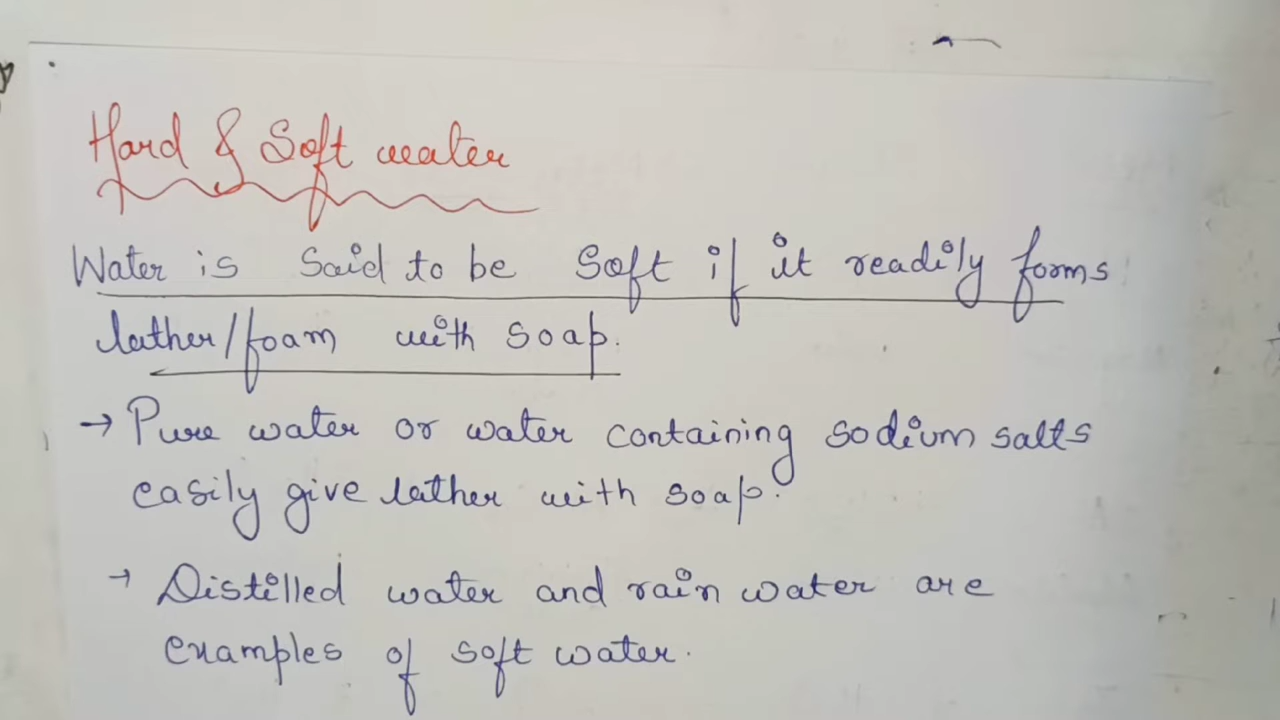 Hard & Soft water
Water is said to be soft if it readily forms
lather/foam with soap.
→ Pure water or water containing sodium salts
easily give lather with soap.
→ Distilled water and rain water are
examples of soft water.